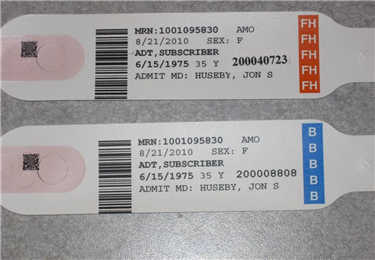 MRN:1001095830 AMO
8/21/2010 SEX: F
ADT,SUBSCRIBER
6/15/1975 35 Y 200040723
ADMIT MD: HUSEBY, JON S
FH
FH
FH
FH
FH
MRN:1001095830 AMO
8/21/2010 SEX: F
ADT,SUBSCRIBER
6/15/1975 35 Y 200008808
ADMIT MD: HUSEBY, JON S
B
B
B
B
B